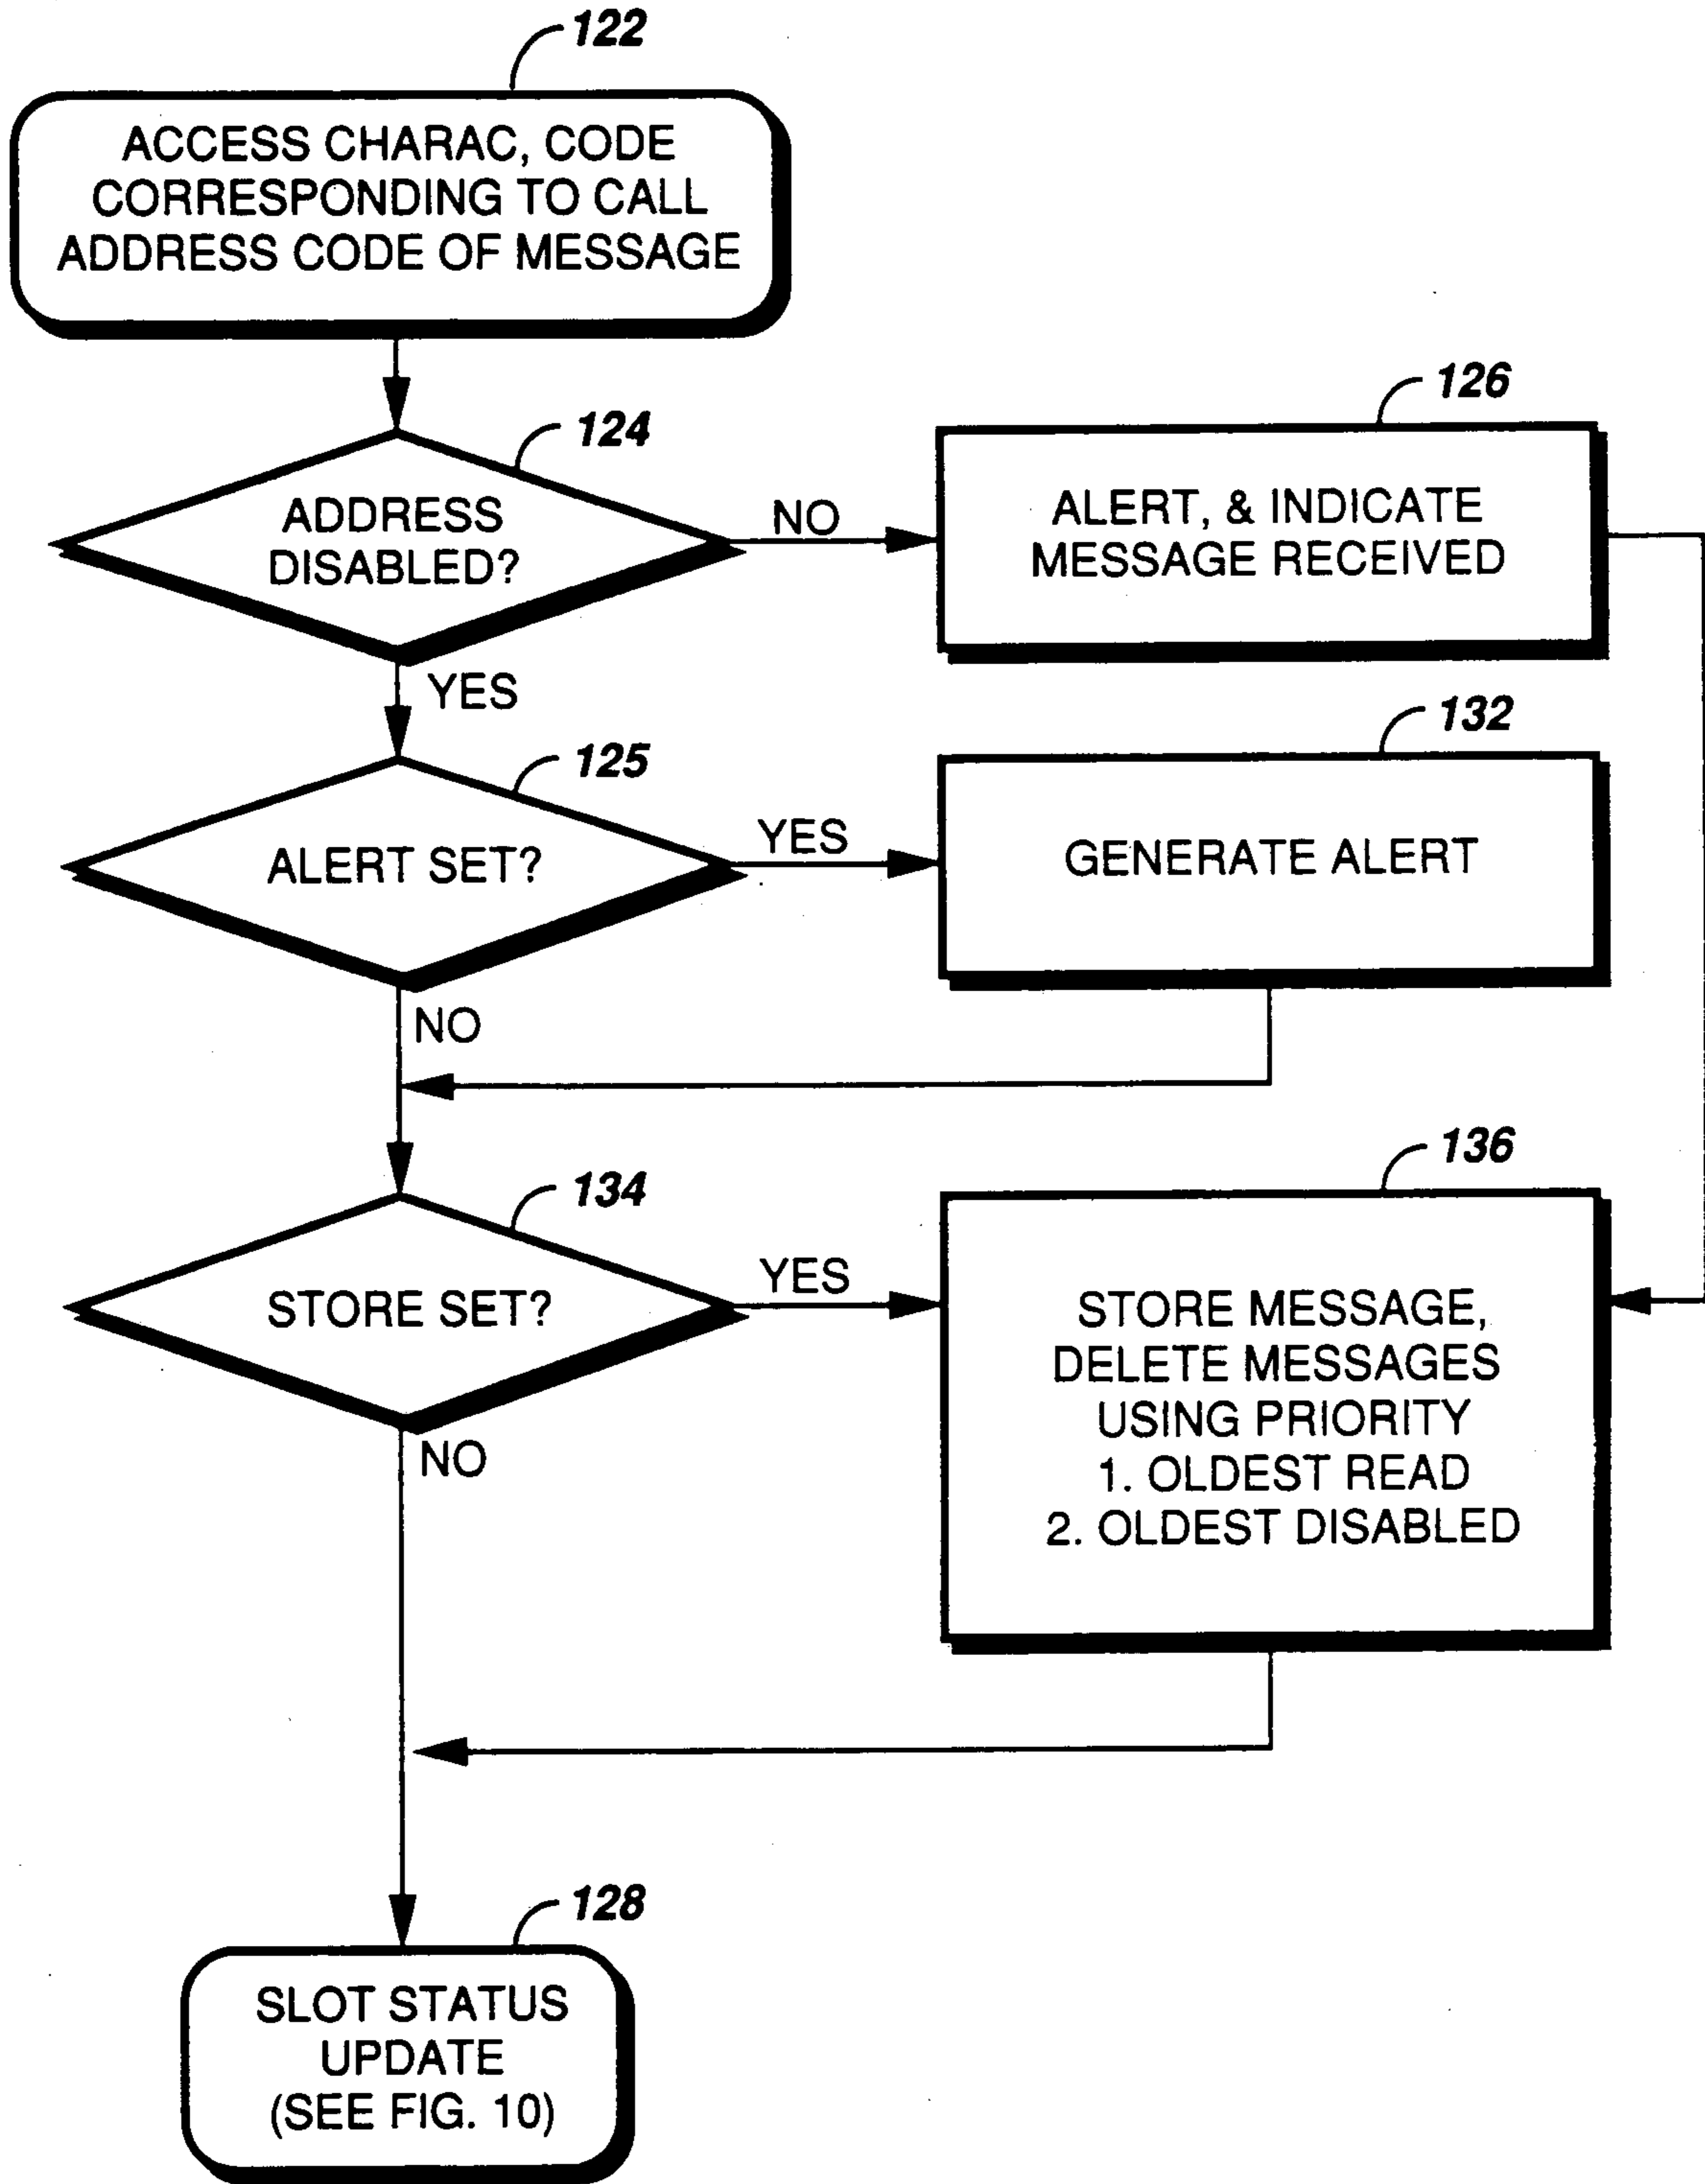 122
ACCESS CHARAC, CODE
CORRESPONDING TO CALL
ADDRESS CODE OF MESSAGE
124
ADDRESS
DISABLED?
NO
126
ALERT, & INDICATE
MESSAGE RECEIVED
YES
125
ALERT SET?
YES
132
GENERATE ALERT
NO
134
STORE SET?
YES
136
STORE MESSAGE,
DELETE MESSAGES
USING PRIORITY
1. OLDEST READ
2. OLDEST DISABLED
NO
128
SLOT STATUS
UPDATE
(SEE FIG. 10)